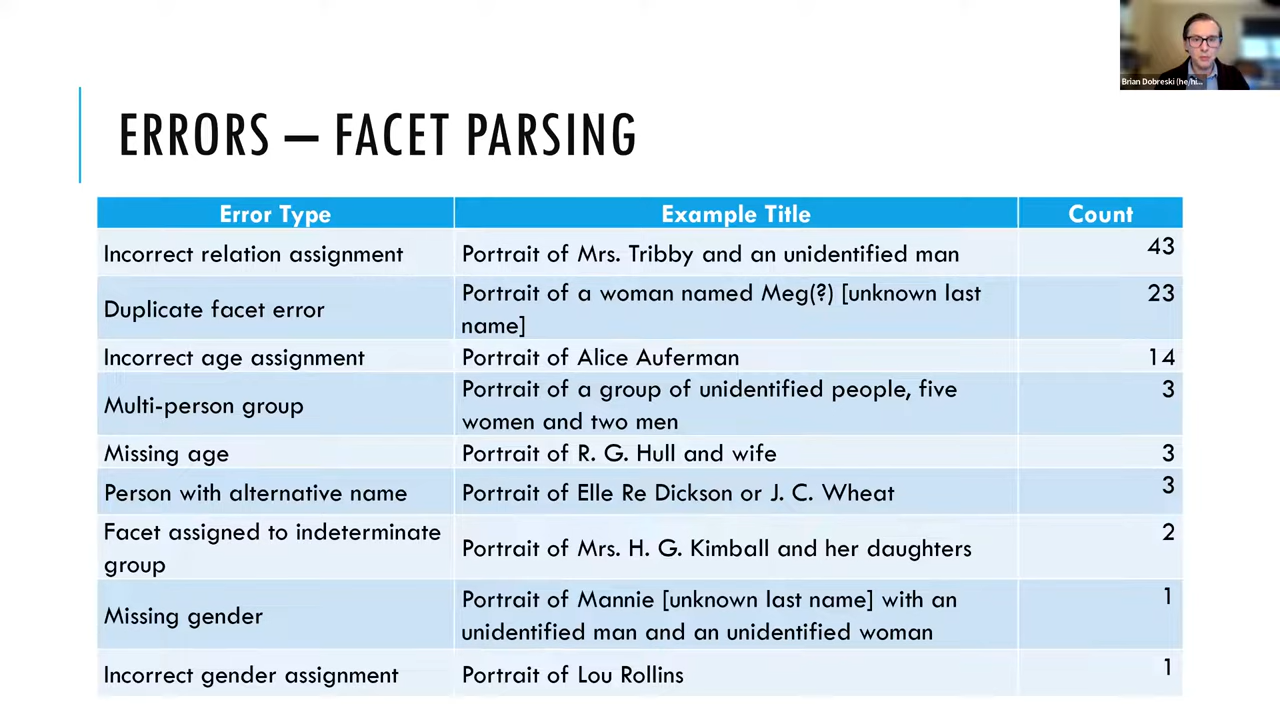 Brian Dobreski (he/hi...
ERRORS – FACET PARSING
Error Type Example Title Count
Incorrect relation assignment Portrait of Mrs. Tribby and an unidentified man 43
Duplicate facet error Portrait of a woman named Meg(?) [unknown last name] 23
Incorrect age assignment Portrait of Alice Auferman 14
Multi-person group Portrait of a group of unidentified people, five women and two men 3
Missing age Portrait of R. G. Hull and wife 3
Person with alternative name Portrait of Elle Re Dickson or J. C. Wheat 3
Facet assigned to indeterminate group Portrait of Mrs. H. G. Kimball and her daughters 2
Missing gender Portrait of Mannie [unknown last name] with an unidentified man and an unidentified woman 1
Incorrect gender assignment Portrait of Lou Rollins 1